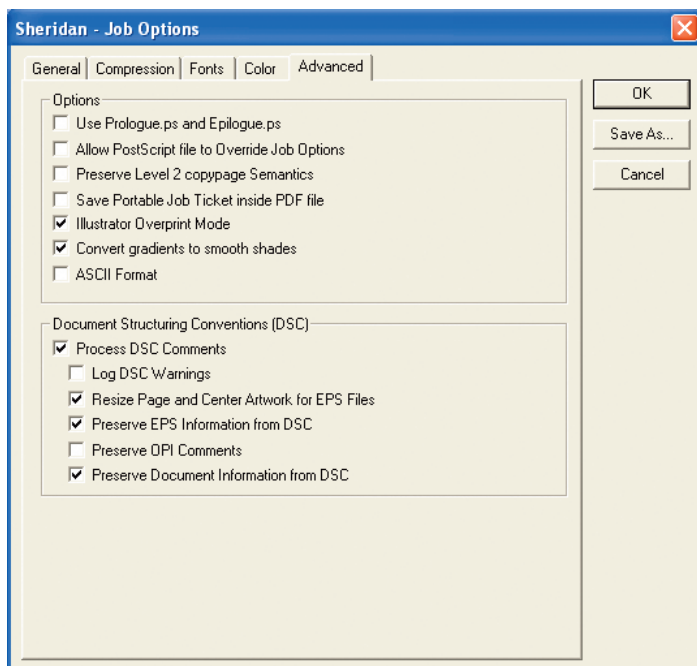 Sheridan - Job Options
General Compression Fonts Color Advanced
OK
Save As...
Cancel
Options
Use Prologue.ps and Epilogue.ps
Allow PostScript file to Override Job Options
Preserve Level 2 copypage Semantics
Save Portable Job Ticket inside PDF file
Illustrator Overprint Mode
Convert gradients to smooth shades
ASCII Format
Document Structuring Conventions (DSC)
Process DSC Comments
Log DSC Warnings
Resize Page and Center Artwork for EPS Files
Preserve EPS Information from DSC
Preserve OPI Comments
Preserve Document Information from DSC